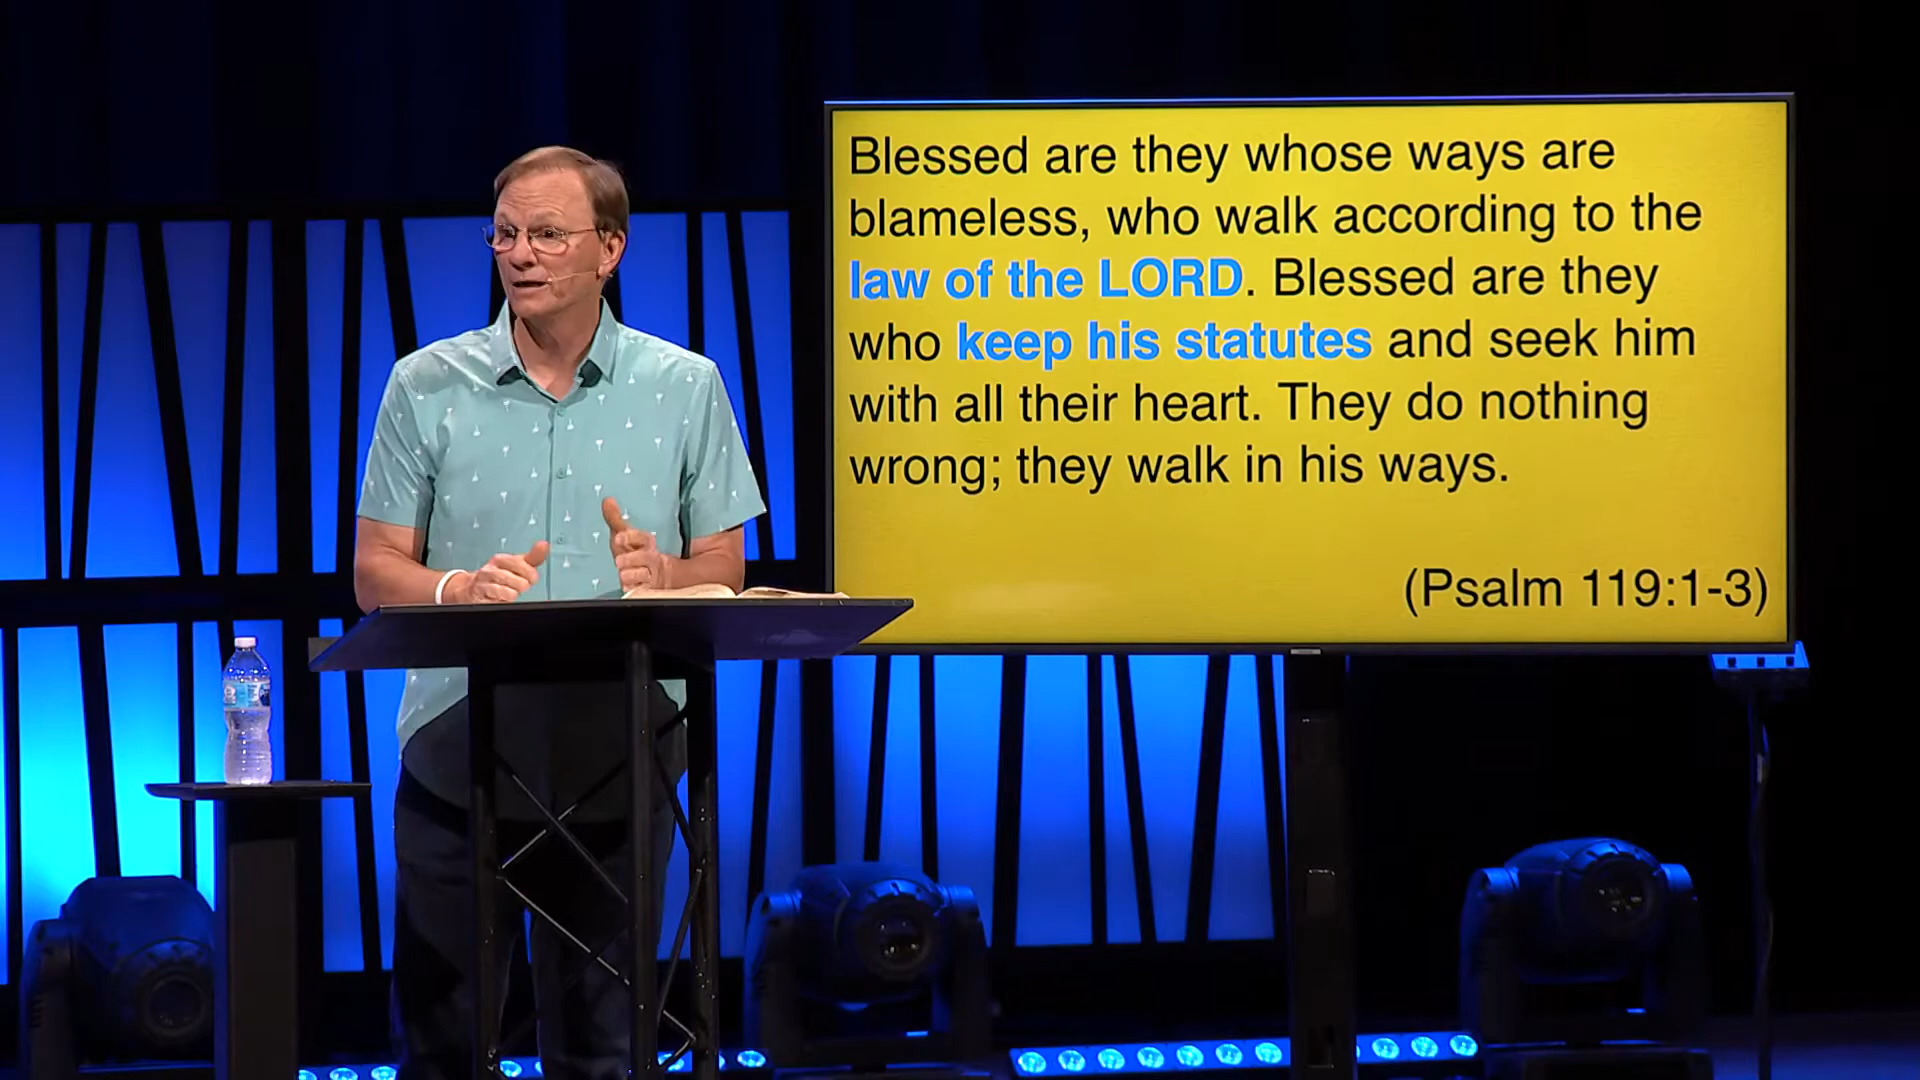 Blessed are they whose ways are
blameless, who walk according to the
law of the LORD. Blessed are they
who keep his statutes and seek him
with all their heart. They do nothing
wrong; they walk in his ways.
(Psalm 119:1-3)